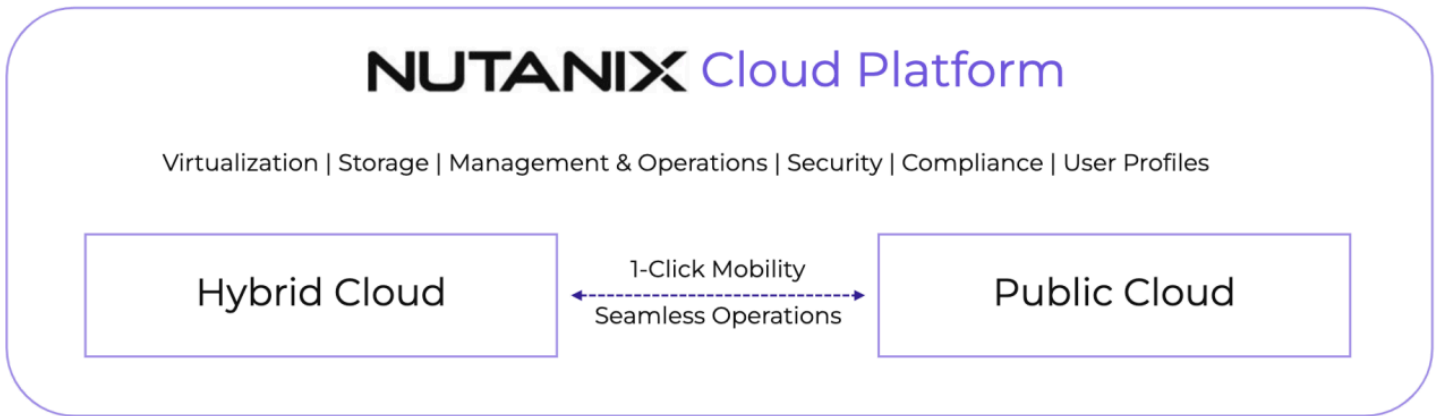 NUTANIX Cloud Platform
Virtualization | Storage | Management & Operations | Security | Compliance | User Profiles
Hybrid Cloud
1-Click Mobility
Seamless Operations
Public Cloud